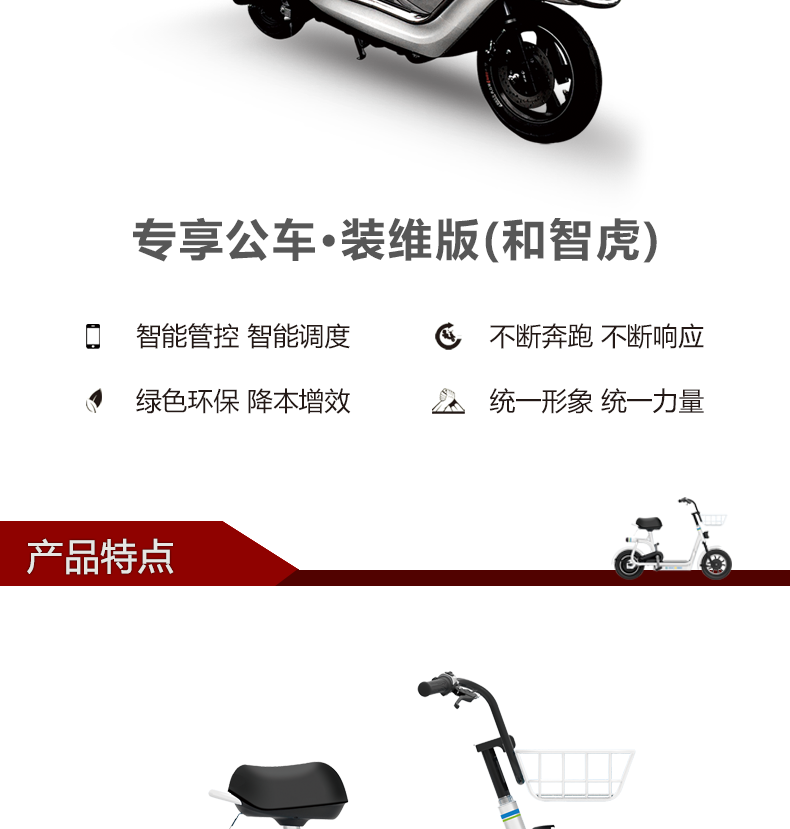 专享公车·装维版(和智虎)
智能管控 智能调度
不断奔跑 不断响应
绿色环保 降本增效
统一形象 统一力量
产品特点